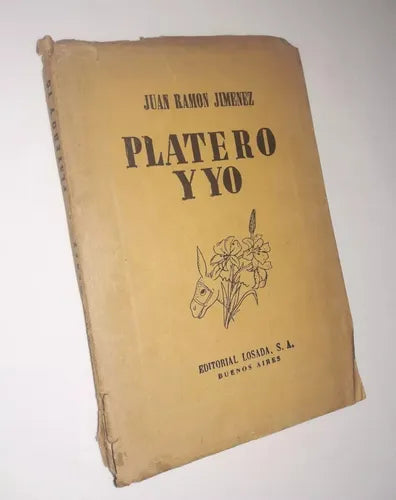 JUAN RAMON JIMENEZ
PLATERO
Y YO
EDITORIAL LOSADA, S. A.
BUENOS AIRES